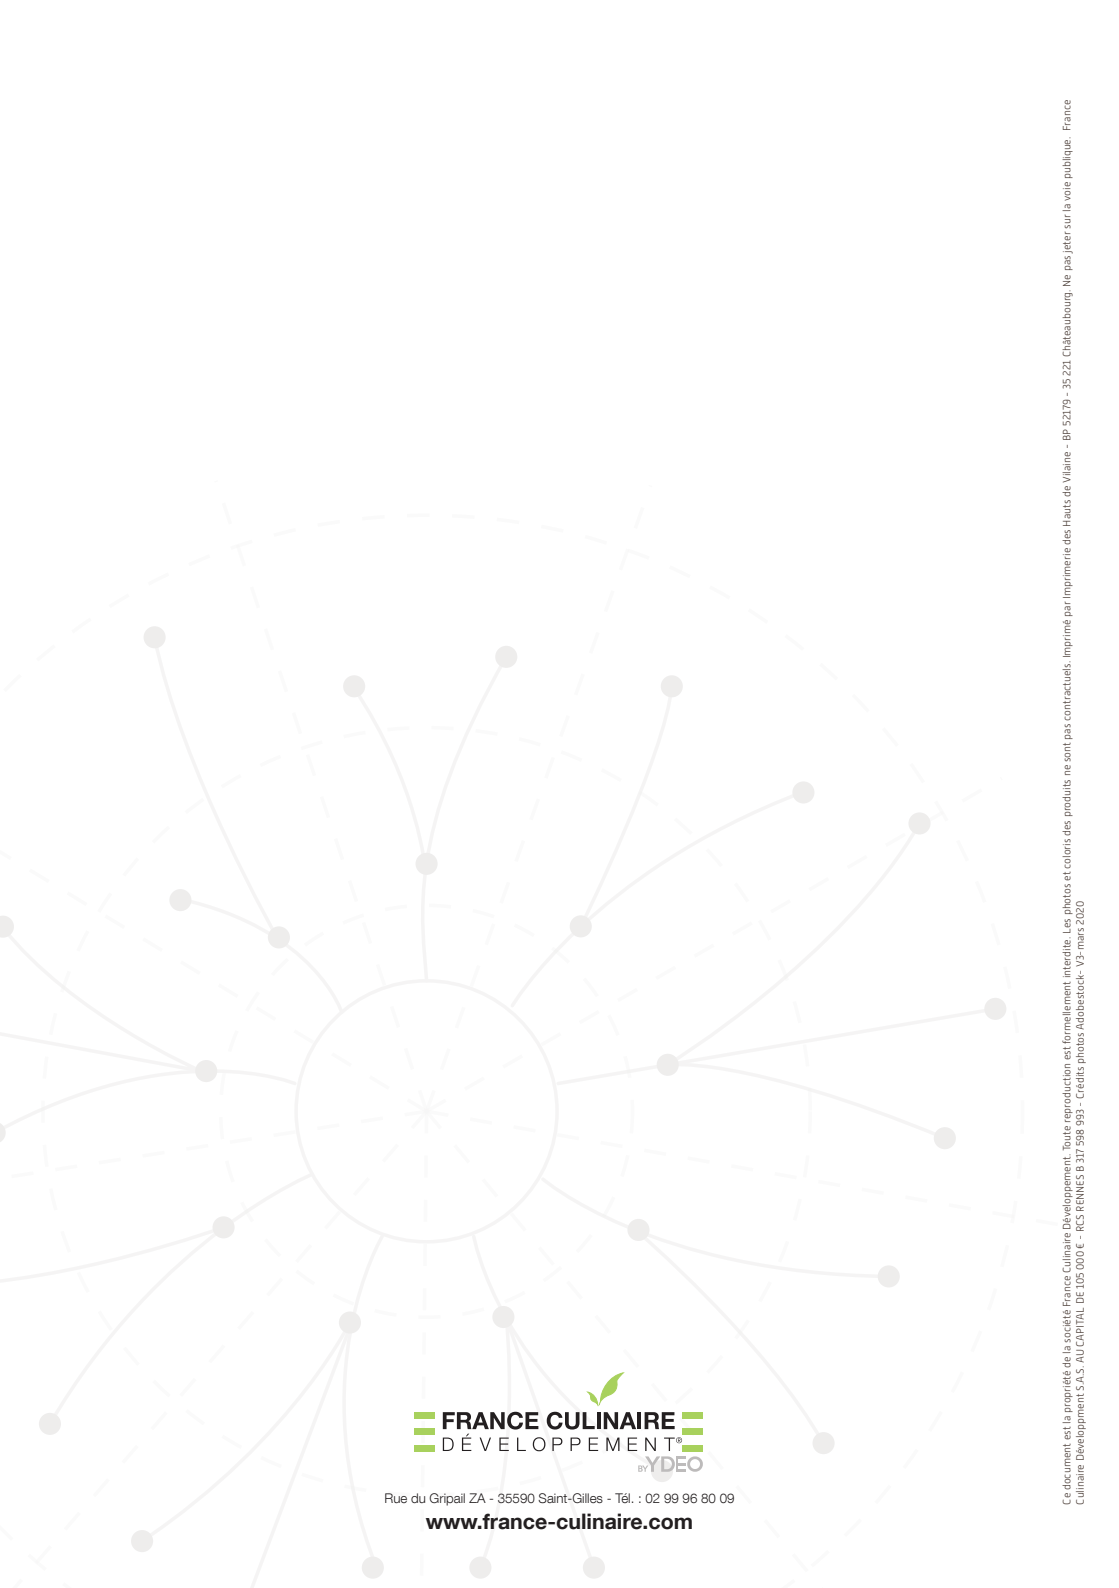 FRANCE CULINAIRE
DÉVELOPPEMENT®
BY YDEO
Rue du Gripail ZA - 35590 Saint-Gilles - Tél. : 02 99 96 80 09
www.france-culinaire.com
Ce document est la propriété de la société France Culinaire Développement. Toute reproduction est formellement interdite. Les photos et coloris des produits ne sont pas contractuels. Imprimé par Imprimerie des Hauts de Vilaine - BP 52179 - 35 221 Châteaubourg. Ne pas jeter sur la voie publique. France
Culinaire Développment S.A.S. AU CAPITAL DE 105 000 € - RCS RENNES B 317 598 993 - Crédits photos Adobestock- V3- mars 2020